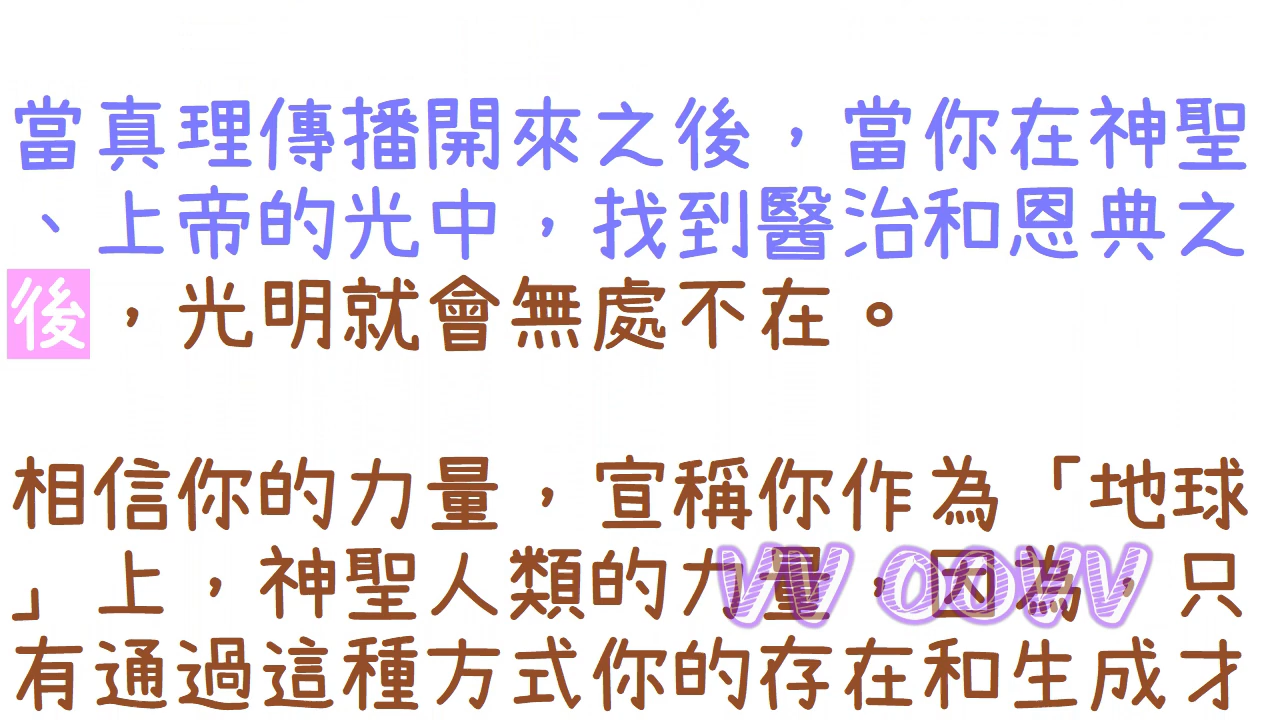 當真理傳播開來之後，當你在神聖
、上帝的光中，找到醫治和恩典之
後，光明就會無處不在。
相信你的力量，宣稱你作為「地球
」上，神聖人類的力量，因為，只
VV OOVV
有通過這種方式你的存在和生成才